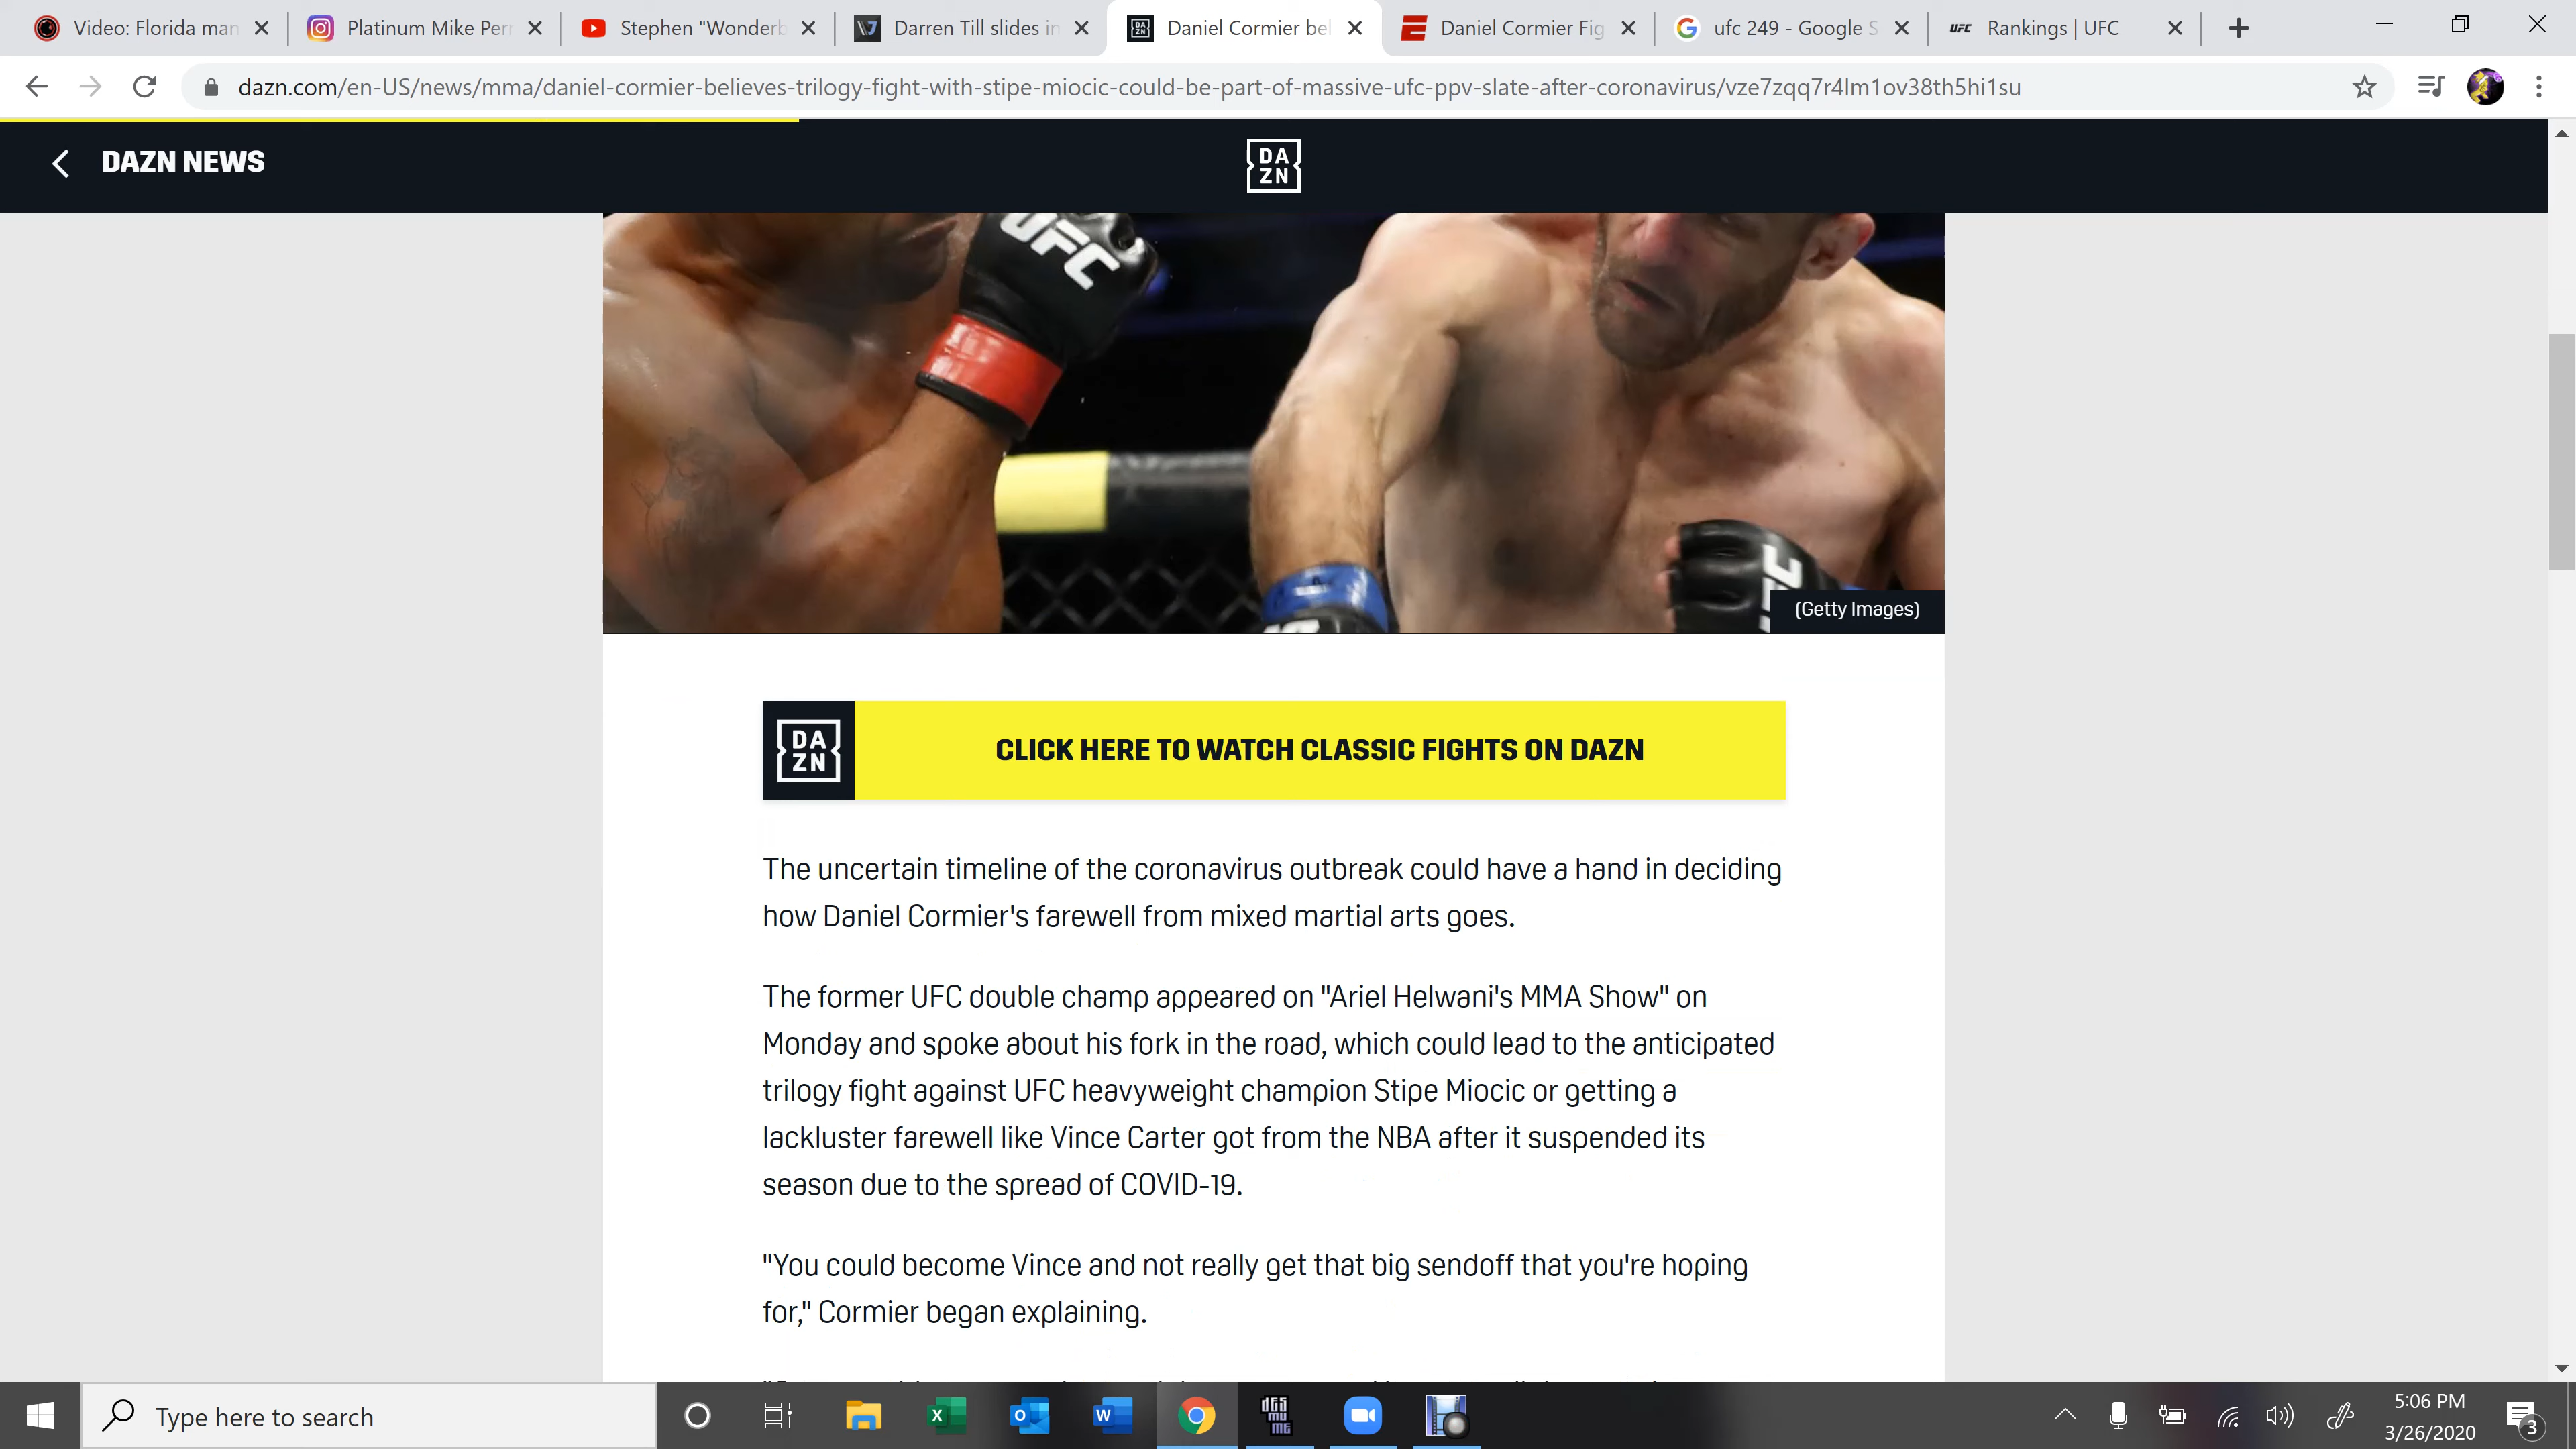 Video: Florida man
Platinum Mike Perr
Stephen "Wonderb
Darren Till slides in
DA
ZN
Daniel Cormier bel
Daniel Cormier Fig
ufc 249 - Google S
UFC
Rankings | UFC
dazn.com/en-US/news/mma/daniel-cormier-believes-trilogy-fight-with-stipe-miocic-could-be-part-of-massive-ufc-ppv-slate-after-coronavirus/vze7zqq7r4lm1ov38th5hi1su
DAZN NEWS
DA
ZN
UFC
(Getty Images)
DA
ZN
CLICK HERE TO WATCH CLASSIC FIGHTS ON DAZN
The uncertain timeline of the coronavirus outbreak could have a hand in deciding
how Daniel Cormier's farewell from mixed martial arts goes.
The former UFC double champ appeared on "Ariel Helwani's MMA Show" on
Monday and spoke about his fork in the road, which could lead to the anticipated
trilogy fight against UFC heavyweight champion Stipe Miocic or getting a
lackluster farewell like Vince Carter got from the NBA after it suspended its
season due to the spread of COVID-19.
"You could become Vince and not really get that big sendoff that you're hoping
for," Cormier began explaining.
Type here to search
5:06 PM
3/26/2020
3